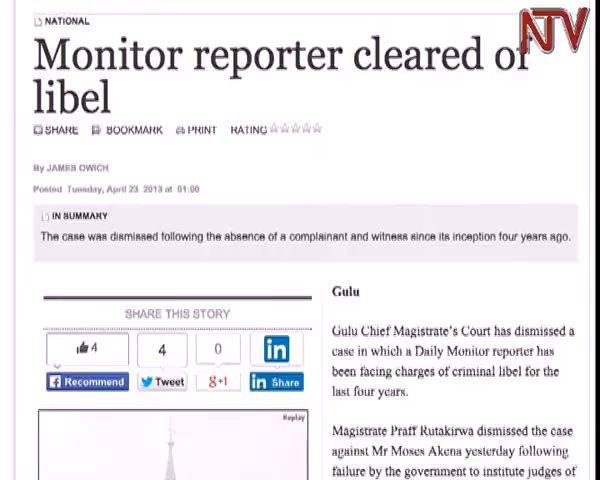 NATIONAL
NTV
Monitor reporter cleared of
libel
SHARE BOOKMARK PRINT RATING
By JAMES OWICH
Posted Tuesday, April 23 2013 at 01:00
IN SUMMARY
The case was dismissed following the absence of a complainant and witness since its inception four years ago.
SHARE THIS STORY
4 4 0 in
Recommend Tweet g+1 in Share
Replay
Gulu
Gulu Chief Magistrate's Court has dismissed a
case in which a Daily Monitor reporter has
been facing charges of criminal libel for the
last four years.
Magistrate Praff Rutakirwa dismissed the case
against Mr Moses Akena yesterday following
failure by the government to institute judges of